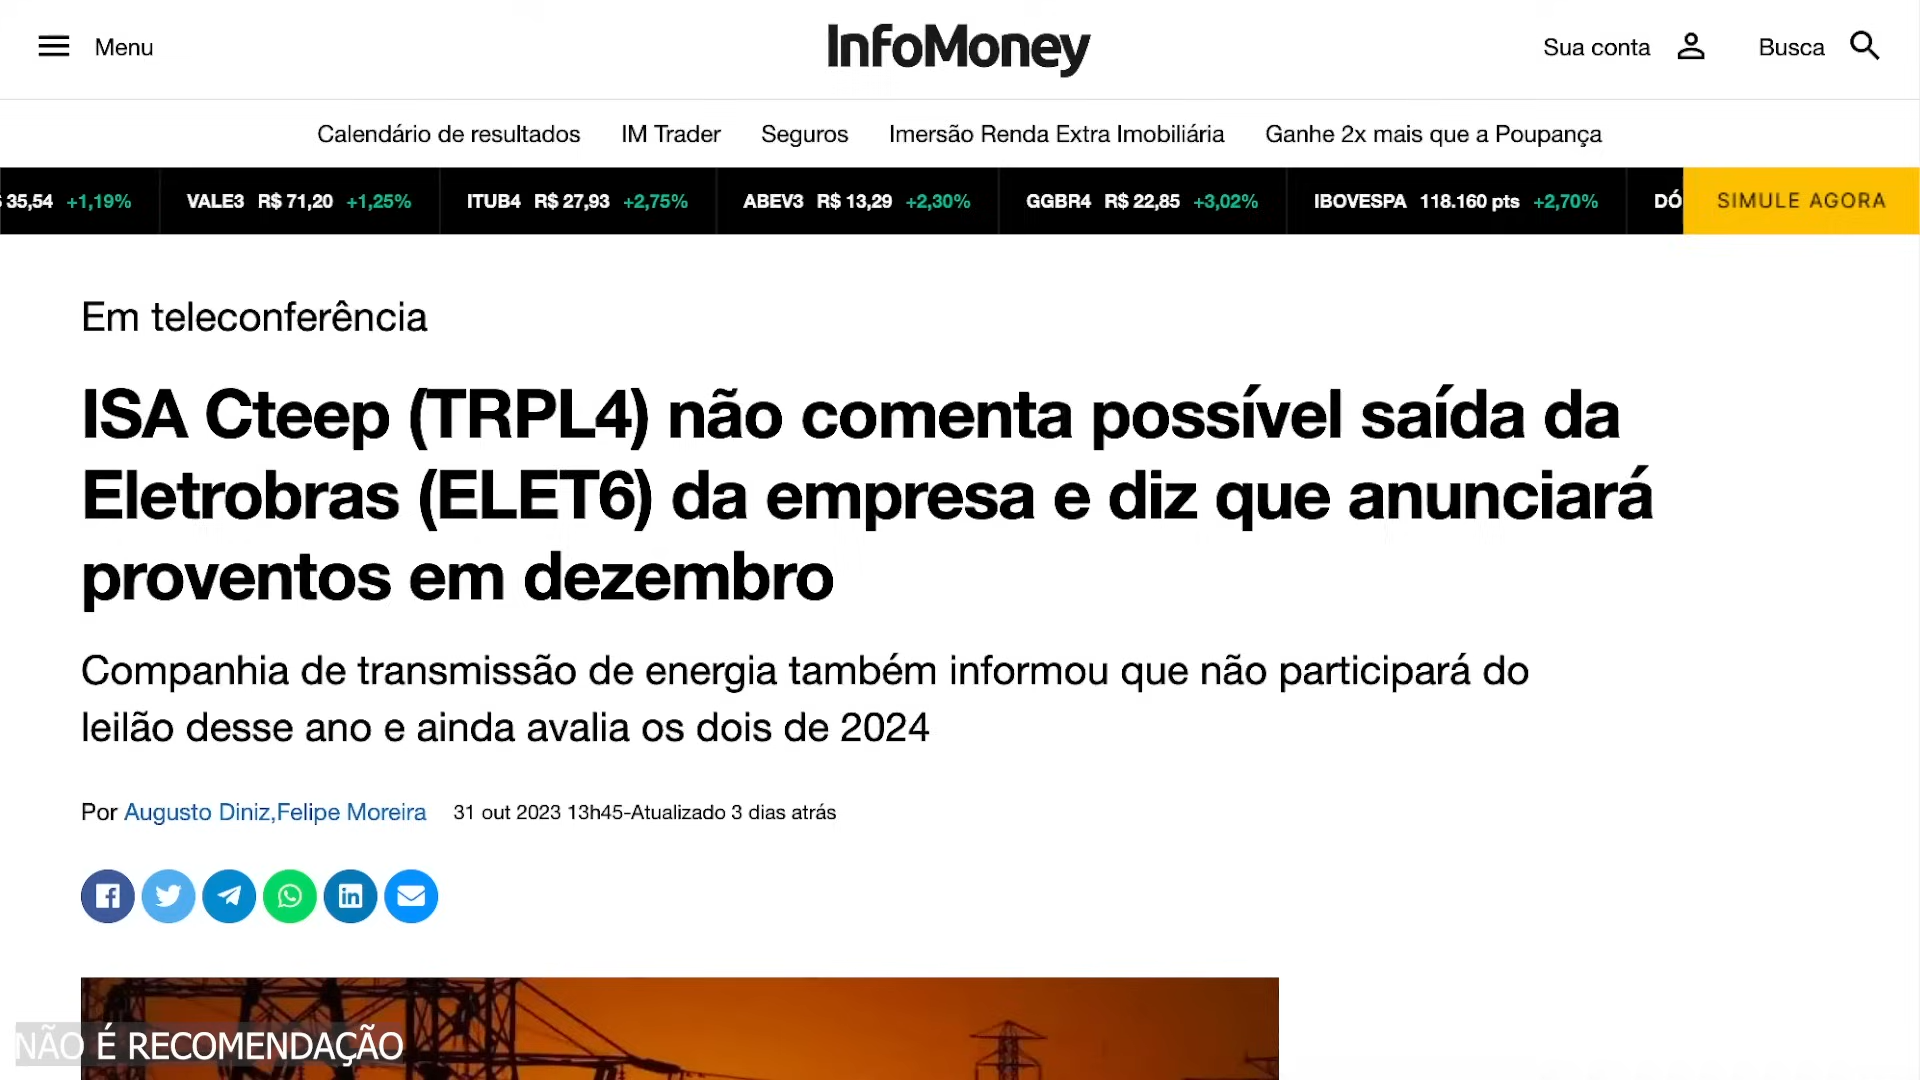 Menu
InfoMoney
Sua conta
Busca
Calendário de resultados
IM Trader
Seguros
Imersão Renda Extra Imobiliária
Ganhe 2x mais que a Poupança
35,54 +1,19%
VALE3 R$ 71,20 +1,25%
ITUB4 R$ 27,93 +2,75%
ABEV3 R$ 13,29 +2,30%
GGBR4 R$ 22,85 +3,02%
IBOVESPA 118.160 pts +2,70%
DÓ
SIMULE AGORA
Em teleconferência
ISA Cteep (TRPL4) não comenta possível saída da
Eletrobras (ELET6) da empresa e diz que anunciará
proventos em dezembro
Companhia de transmissão de energia também informou que não participará do
leilão desse ano e ainda avalia os dois de 2024
Por Augusto Diniz,Felipe Moreira 31 out 2023 13h45-Atualizado 3 dias atrás
NÃO É RECOMENDAÇÃO